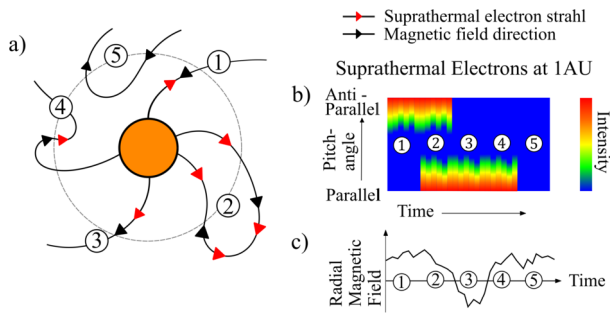 Suprathermal electron strahl
Magnetic field direction
a)
5
1
4
2
3
Suprathermal Electrons at 1AU
b)
Anti -
Parallel
Pitch-
angle
Parallel
1 2 3 4 5
Time
Intensity
c)
Radial
Magnetic
Field
1 2 3 4 5
Time